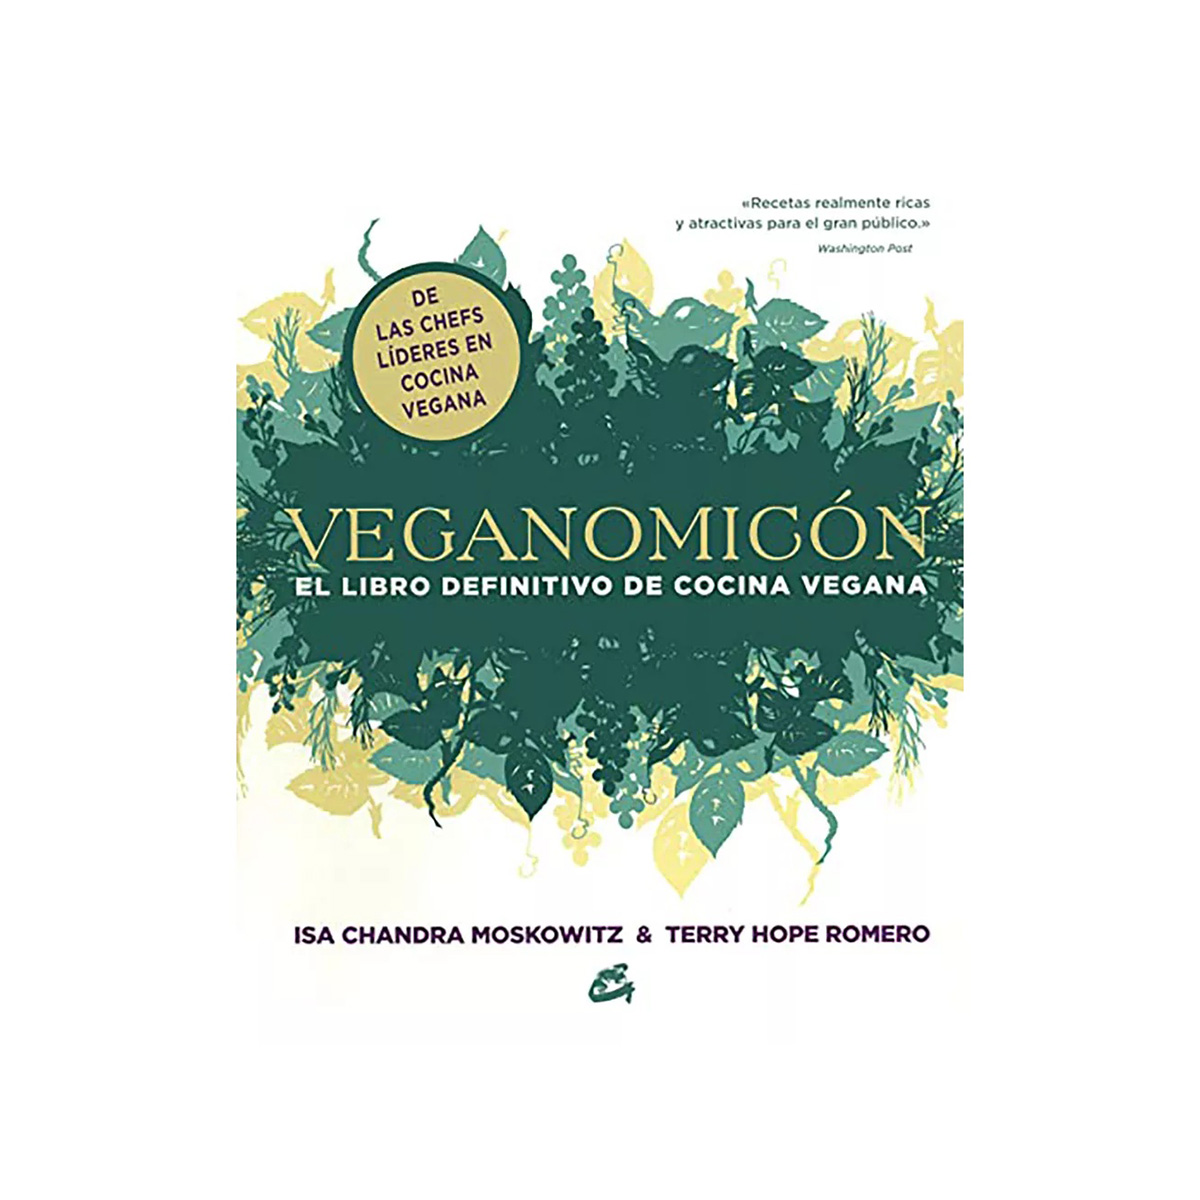 «Recetas realmente ricas
y atractivas para el gran público.»
Washington Post
DE
LAS CHEFS
LÍDERES EN
COCINA
VEGANA
VEGANOMICÓN
EL LIBRO DEFINITIVO DE COCINA VEGANA
ISA CHANDRA MOSKOWITZ & TERRY HOPE ROMERO